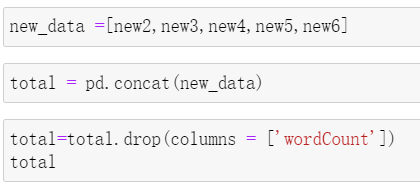 new_data =[new2,new3,new4,new5,new6]
total = pd.concat(new_data)
total=total.drop(columns = ['wordCount'])
total